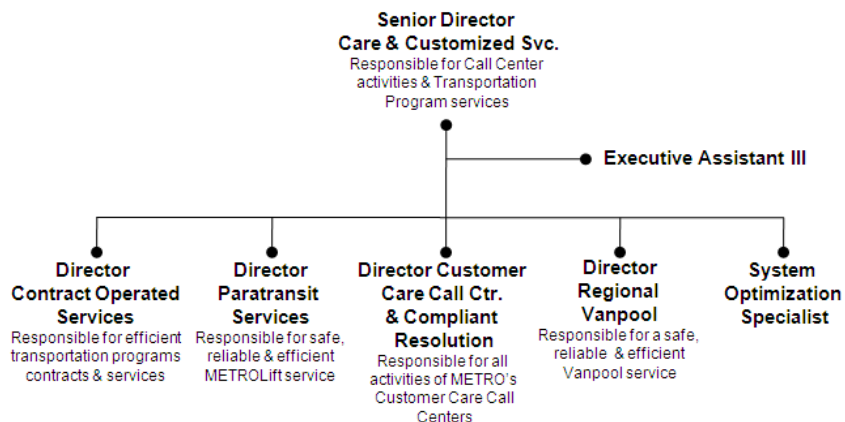 Senior Director
Care & Customized Svc.
Responsible for Call Center
activities & Transportation
Program services
Executive Assistant III
Director
Contract Operated
Services
Responsible for efficient
transportation programs
contracts & services
Director
Paratransit
Services
Responsible for safe,
reliable & efficient
METROLift service
Director Customer
Care Call Ctr.
& Compliant
Resolution
Responsible for all
activities of METRO's
Customer Care Call
Centers
Director
Regional
Vanpool
Responsible for a safe,
reliable & efficient
Vanpool service
System
Optimization
Specialist